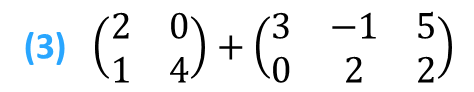 (3) (2 0) + (3 −1 5)
(1 4) (0 2 2)